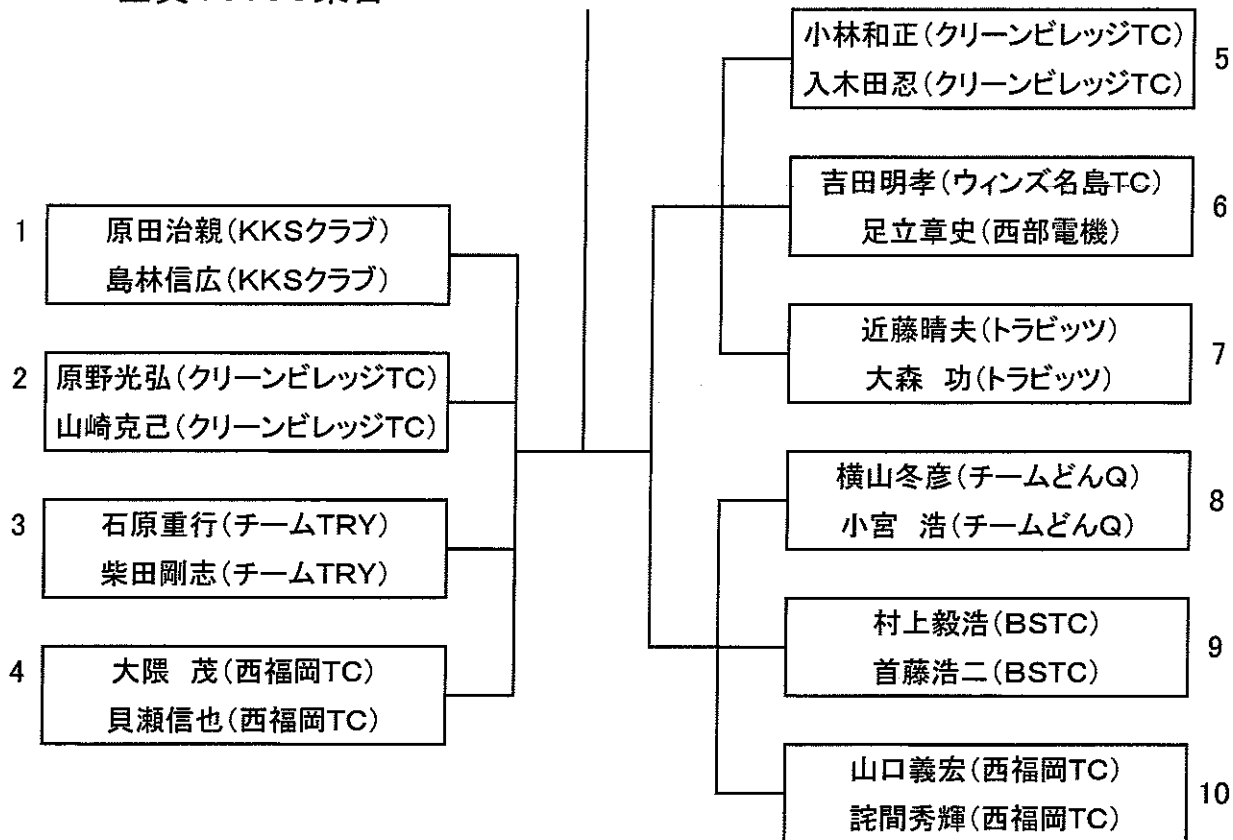 1
原田治親(KKSクラブ)
島林信広(KKSクラブ)
2
原野光弘(クリーンビレッジTC)
山崎克己(クリーンビレッジTC)
3
石原重行(チームTRY)
柴田剛志(チームTRY)
4
大隈 茂(西福岡TC)
貝瀬信也(西福岡TC)
小林和正(クリーンビレッジTC)
入木田忍(クリーンビレッジTC)
5
吉田明孝(ウィンズ名島TC)
足立章史(西部電機)
6
近藤晴夫(トラビッツ)
大森 功(トラビッツ)
7
横山冬彦(チームどんQ)
小宮 浩(チームどんQ)
8
村上毅浩(BSTC)
首藤浩二(BSTC)
9
山口義宏(西福岡TC)
詫間秀輝(西福岡TC)
10